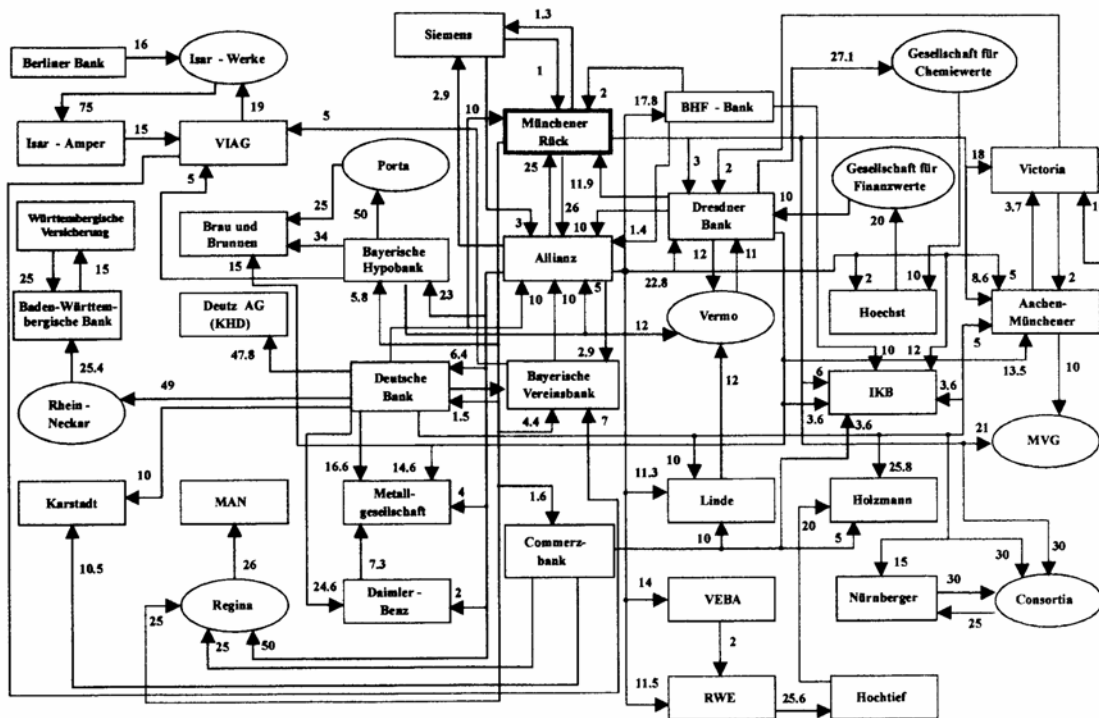 1.3
16
Siemens
Berliner Bank
Isar - Werke
Gesellschaft für
Chemiewerte
27.1
1
75
19
2.9
2
17.8
BHF - Bank
10
Isar - Amper
15
VIAG
5
Münchener
Rück
3
2
18
Victoria
Porta
Gesellschaft für
Finanzwerte
5
25
11.9
10
20
3.7
1
Württembergische
Versicherung
25
50
26
Dresdner
Bank
Brau und
Brunnen
34
3
10
1.4
12
11
25
15
Bayerische
Hypobank
Allianz
2
10
8.6
5
2
15
5.8
23
10
10
5
22.8
Hoechst
Aachen-
Münchener
Baden-Württem-
bergische Bank
Deutz AG
(KHD)
12
Vermo
10
12
5
47.8
6.4
2.9
13.5
10
25.4
Deutsche
Bank
Bayerische
Vereinsbank
12
6
IKB
3.6
49
Rhein -
Neckar
1.5
4.4
7
3.6
3.6
21
MVG
16.6
14.6
10
25.8
10
11.3
Karstadt
MAN
Metall-
gesellschaft
4
1.6
Linde
Holzmann
20
Commerz-
bank
10
5
10.5
26
7.3
30
30
15
24.6
Regina
Daimler -
Benz
2
14
VEBA
Nürnberger
30
Consortia
25
25
25
50
2
11.5
RWE
25.6
Hochtief